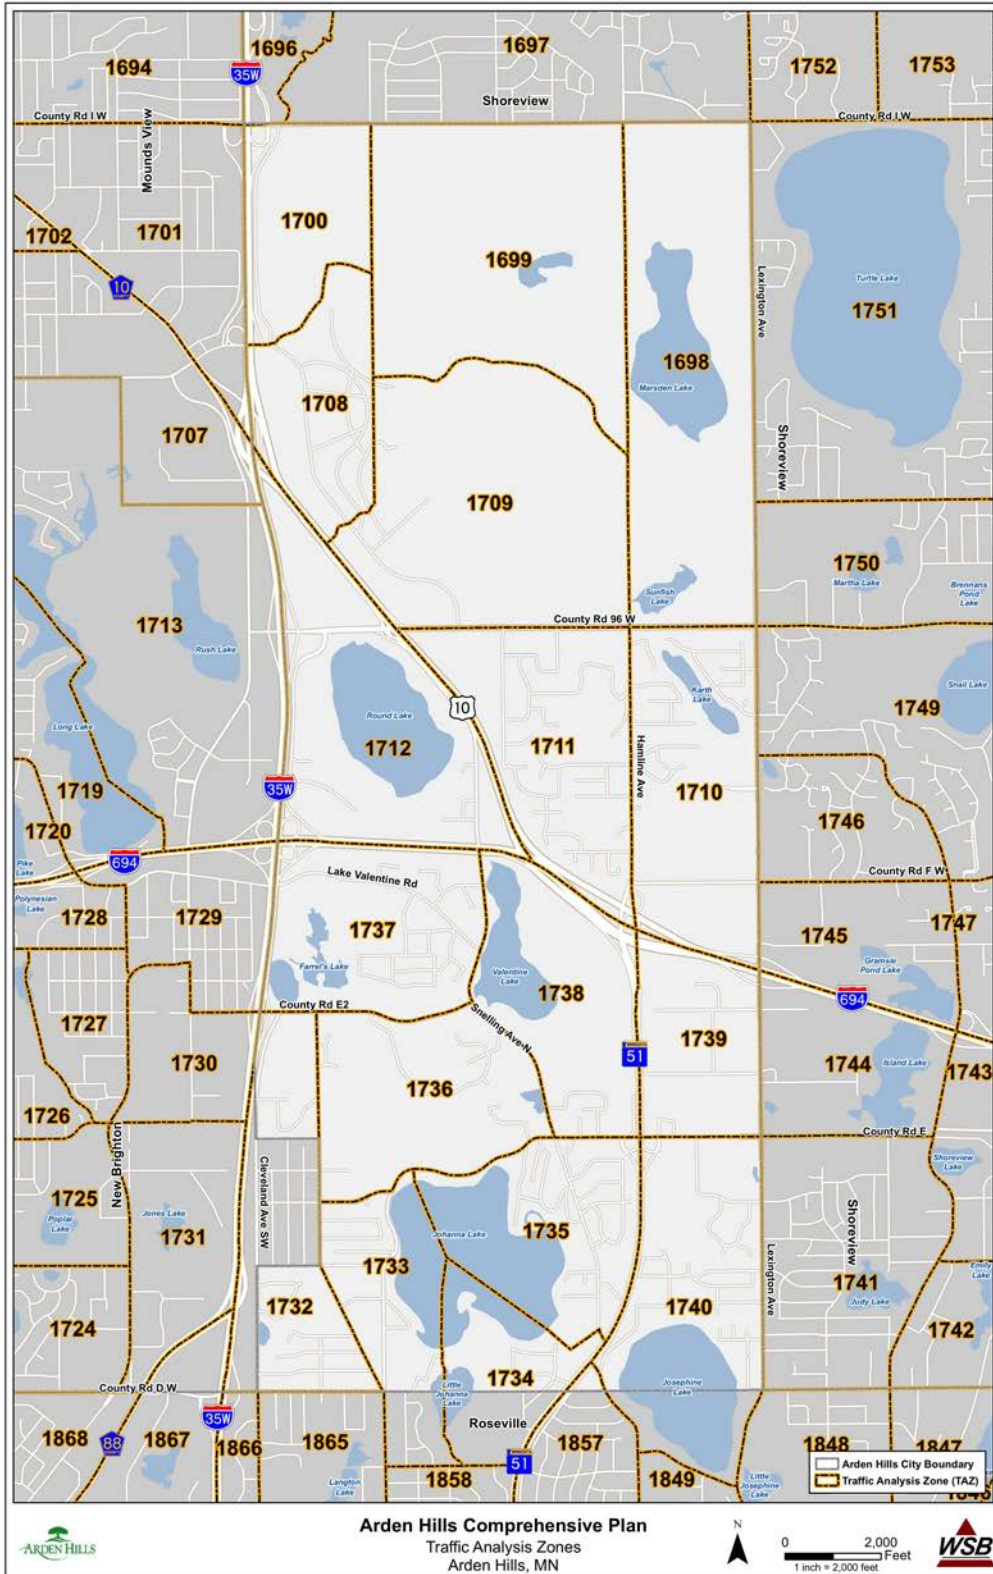 1694
1696
1697
1752
1753
35W
Shoreview
County Rd I W
County Rd I W
Mounds View
1702
1701
1700
1699
10
Lexington Ave
Turtle Lake
1751
1698
Marsden Lake
1708
1707
Shoreview
1709
1750
Martha Lake
Brennans
Pond
Lake
Sunfish
Lake
County Rd 96 W
1713
Rush Lake
Karth
Lake
Snail Lake
1749
Long Lake
Round Lake
1712
10
1711
Hamline Ave
1710
1719
1720
35W
1746
Pike
Lake
694
County Rd F W
Lake Valentine Rd
Polynesian
Lake
1728
1729
1737
1745
1747
Gramsie
Pond Lake
Farrel's Lake
Valentine
Lake
1738
694
County Rd E2
Snelling Ave N
1727
1730
1739
51
1744
Island Lake
1743
1736
1726
New Brighton
County Rd E
Cleveland Ave SW
Shoreview
Lake
1725
Poplar
Lake
Jones Lake
1731
Johanna Lake
1735
1733
Shoreview
Lexington Ave
1741
Judy Lake
Emily
Lake
1732
1740
1724
1742
1734
County Rd D W
Little
Johanna
Lake
Josephine
Lake
35W
Roseville
1868
88
1867
1866
1865
1857
1848
1847
51
1858
1849
Langton
Lake
Little
Josephine
Lake
1846
Arden Hills City Boundary
Traffic Analysis Zone (TAZ)
ARDEN HILLS
Arden Hills Comprehensive Plan
Traffic Analysis Zones
Arden Hills, MN
N
0 2,000
Feet
1 inch = 2,000 feet
WSB